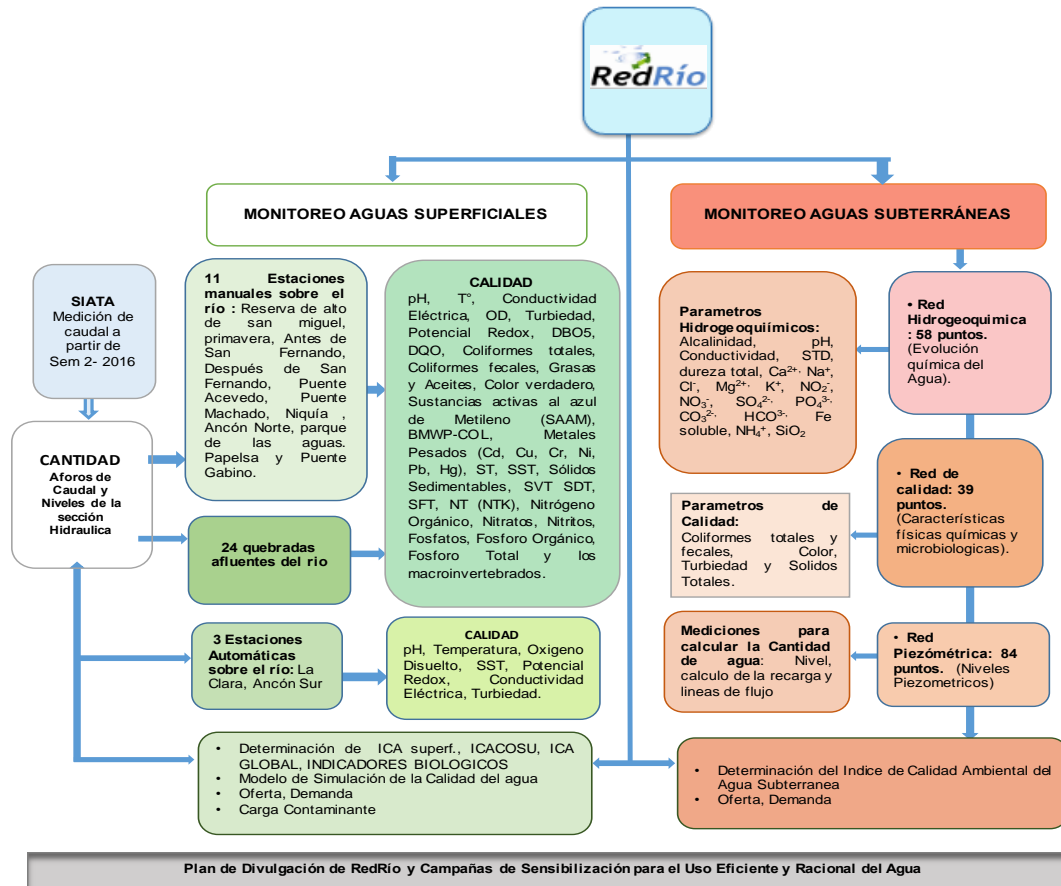 RedRío
MONITOREO AGUAS SUPERFICIALES
MONITOREO AGUAS SUBTERRÁNEAS
SIATA
Medición de
caudal a
partir de
Sem 2- 2016
CANTIDAD
Aforos de
Caudal y
Niveles de la
sección
Hidraulica
11 Estaciones
manuales sobre el
río : Reserva de alto
de san miguel,
primavera, Antes de
San Fernando,
Después de San
Fernando, Puente
Acevedo, Puente
Machado, Niquía ,
Ancón Norte, parque
de las aguas.
Papelsa y Puente
Gabino.
24 quebradas
afluentes del río
3 Estaciones
Automáticas
sobre el río: La
Clara, Ancón Sur
CALIDAD
pH, T°, Conductividad
Eléctrica, OD, Turbiedad,
Potencial Redox, DBO5,
DQO, Coliformes totales,
Coliformes fecales, Grasas
y Aceites, Color verdadero,
Sustancias activas al azul
de Metileno (SAAM),
BMWP-COL, Metales
Pesados (Cd, Cu, Cr, Ni,
Pb, Hg), ST, SST, Sólidos
Sedimentables, SVT SDT,
SFT, NT (NTK), Nitrógeno
Orgánico, Nitratos, Nitritos,
Fosfatos, Fosforo Orgánico,
Fosforo Total y los
macroinvertebrados.
CALIDAD
pH, Temperatura, Oxigeno
Disuelto, SST, Potencial
Redox, Conductividad
Eléctrica, Turbiedad.
• Determinación de ICA superf., ICACOSU, ICA
GLOBAL, INDICADORES BIOLOGICOS
• Modelo de Simulación de la Calidad del agua
• Oferta, Demanda
• Carga Contaminante
Parametros
Hidrogeoquiímicos:
Alcalinidad, pH,
Conductividad, STD,
dureza total, Ca²⁺, Na⁺,
Cl⁻, Mg²⁺, K⁺, NO₂⁻,
NO₃⁻, SO₄²⁻, PO₄³⁻,
CO₃²⁻, HCO³⁻, Fe
soluble, NH₄⁺, SiO₂
• Red
Hidrogeoquimica
: 58 puntos.
(Evolución
química del
Agua).
Parametros de
Calidad:
Coliformes totales y
fecales, Color,
Turbiedad y Solidos
Totales.
• Red de
calidad: 39
puntos.
(Características
físicas químicas y
microbiologicas).
Mediciones para
calcular la Cantidad
de agua: Nivel,
calculo de la recarga y
lineas de flujo
• Red
Piezómétrica: 84
puntos. (Niveles
Piezometricos)
• Determinación del Indice de Calidad Ambiental del
Agua Subterranea
• Oferta, Demanda
Plan de Divulgación de RedRío y Campañas de Sensibilización para el Uso Eficiente y Racional del Agua